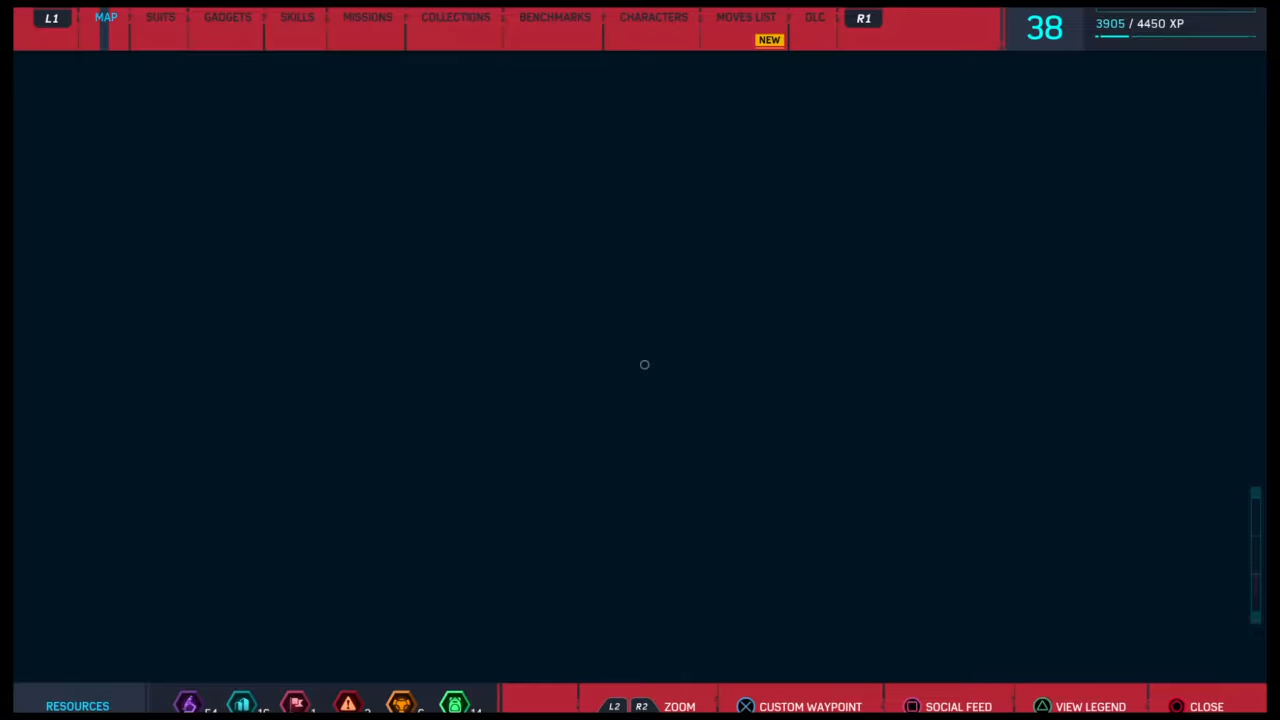 L1 MAP SUITS GADGETS SKILLS MISSIONS COLLECTIONS BENCHMARKS CHARACTERS MOVES LIST DLC R1
NEW
38
3905 / 4450 XP
RESOURCES
L2 R2 ZOOM CUSTOM WAYPOINT SOCIAL FEED VIEW LEGEND CLOSE